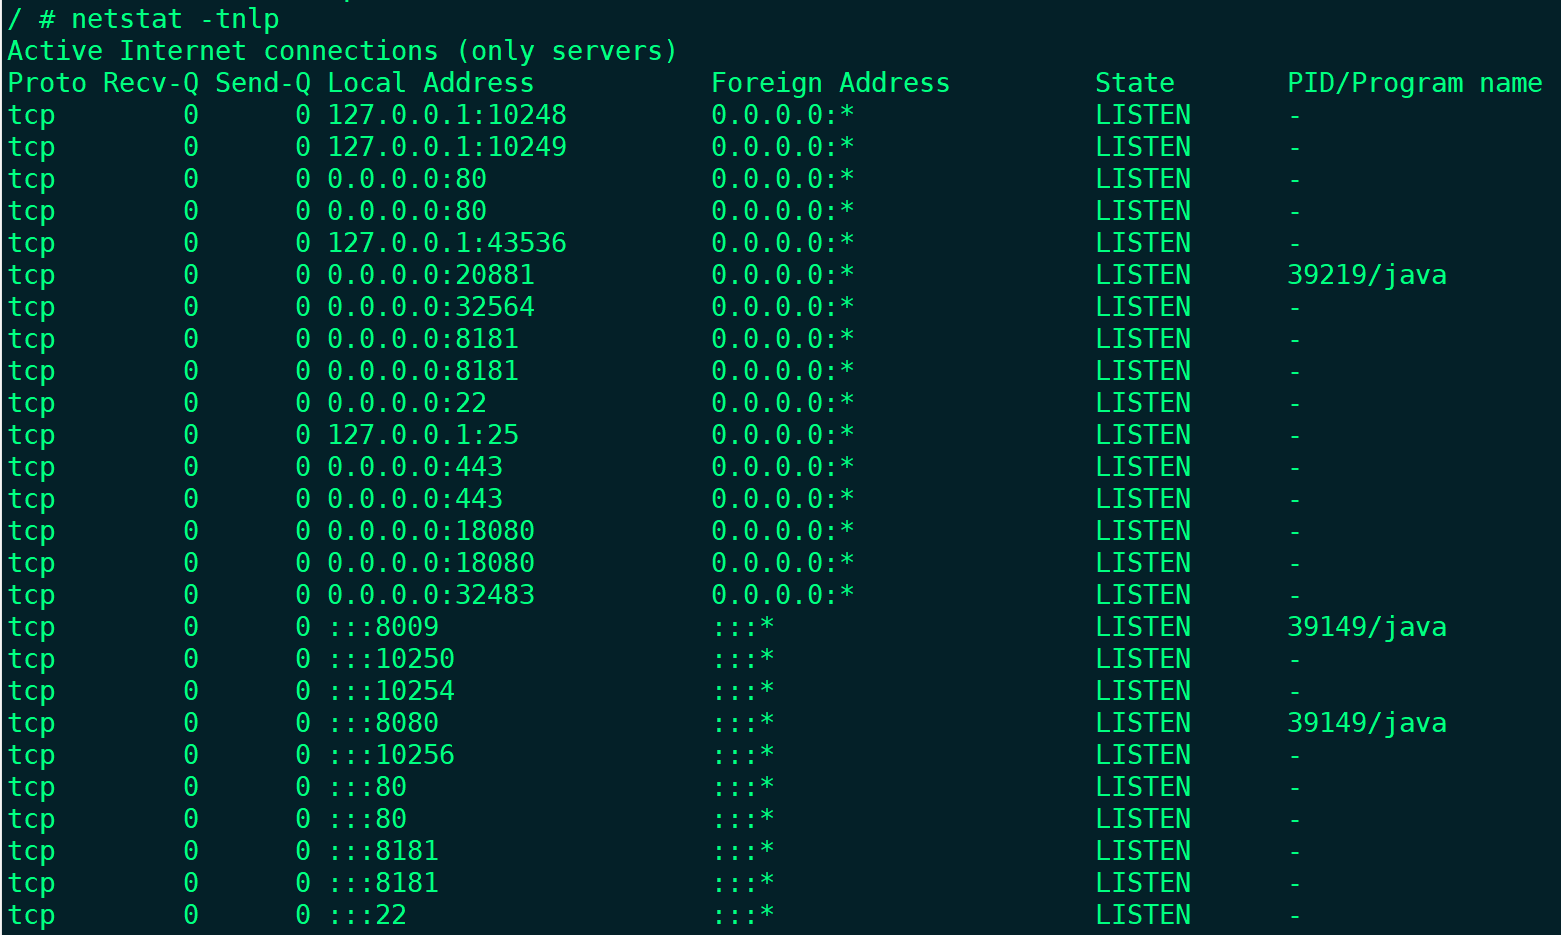 / # netstat -tnlp
Active Internet connections (only servers)
Proto Recv-Q Send-Q Local Address           Foreign Address         State       PID/Program name
tcp        0      0 127.0.0.1:10248         0.0.0.0:*               LISTEN      -
tcp        0      0 127.0.0.1:10249         0.0.0.0:*               LISTEN      -
tcp        0      0 0.0.0.0:80              0.0.0.0:*               LISTEN      -
tcp        0      0 0.0.0.0:80              0.0.0.0:*               LISTEN      -
tcp        0      0 127.0.0.1:43536         0.0.0.0:*               LISTEN      -
tcp        0      0 0.0.0.0:20881           0.0.0.0:*               LISTEN      39219/java
tcp        0      0 0.0.0.0:32564           0.0.0.0:*               LISTEN      -
tcp        0      0 0.0.0.0:8181            0.0.0.0:*               LISTEN      -
tcp        0      0 0.0.0.0:8181            0.0.0.0:*               LISTEN      -
tcp        0      0 0.0.0.0:22              0.0.0.0:*               LISTEN      -
tcp        0      0 127.0.0.1:25            0.0.0.0:*               LISTEN      -
tcp        0      0 0.0.0.0:443             0.0.0.0:*               LISTEN      -
tcp        0      0 0.0.0.0:443             0.0.0.0:*               LISTEN      -
tcp        0      0 0.0.0.0:18080           0.0.0.0:*               LISTEN      -
tcp        0      0 0.0.0.0:18080           0.0.0.0:*               LISTEN      -
tcp        0      0 0.0.0.0:32483           0.0.0.0:*               LISTEN      -
tcp        0      0 :::8009                 :::*                    LISTEN      39149/java
tcp        0      0 :::10250                :::*                    LISTEN      -
tcp        0      0 :::10254                :::*                    LISTEN      -
tcp        0      0 :::8080                 :::*                    LISTEN      39149/java
tcp        0      0 :::10256                :::*                    LISTEN      -
tcp        0      0 :::80                   :::*                    LISTEN      -
tcp        0      0 :::80                   :::*                    LISTEN      -
tcp        0      0 :::8181                 :::*                    LISTEN      -
tcp        0      0 :::8181                 :::*                    LISTEN      -
tcp        0      0 :::22                   :::*                    LISTEN      -